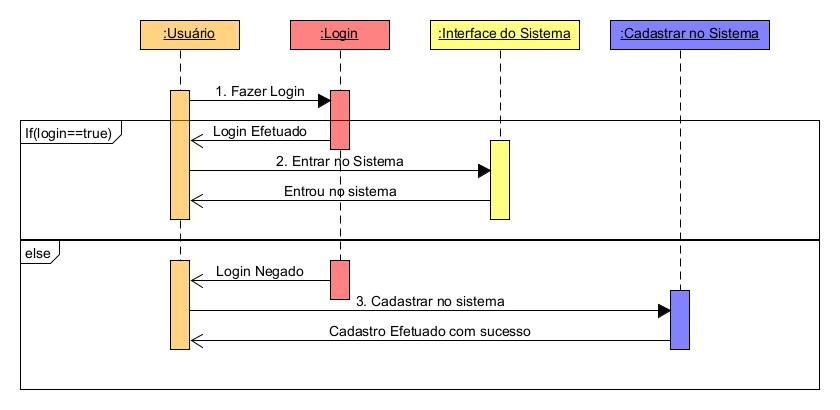 :Usuário
:Login
:Interface do Sistema
:Cadastrar no Sistema
1. Fazer Login
If(login==true)
Login Efetuado
2. Entrar no Sistema
Entrou no sistema
else
Login Negado
3. Cadastrar no sistema
Cadastro Efetuado com sucesso